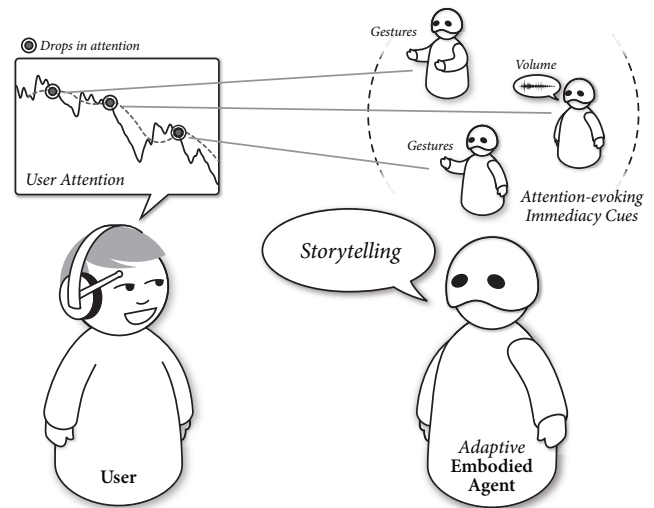 Drops in attention
Gestures
Volume
Gestures
User Attention
Attention-evoking
Immediacy Cues
Storytelling
User
Adaptive
Embodied
Agent